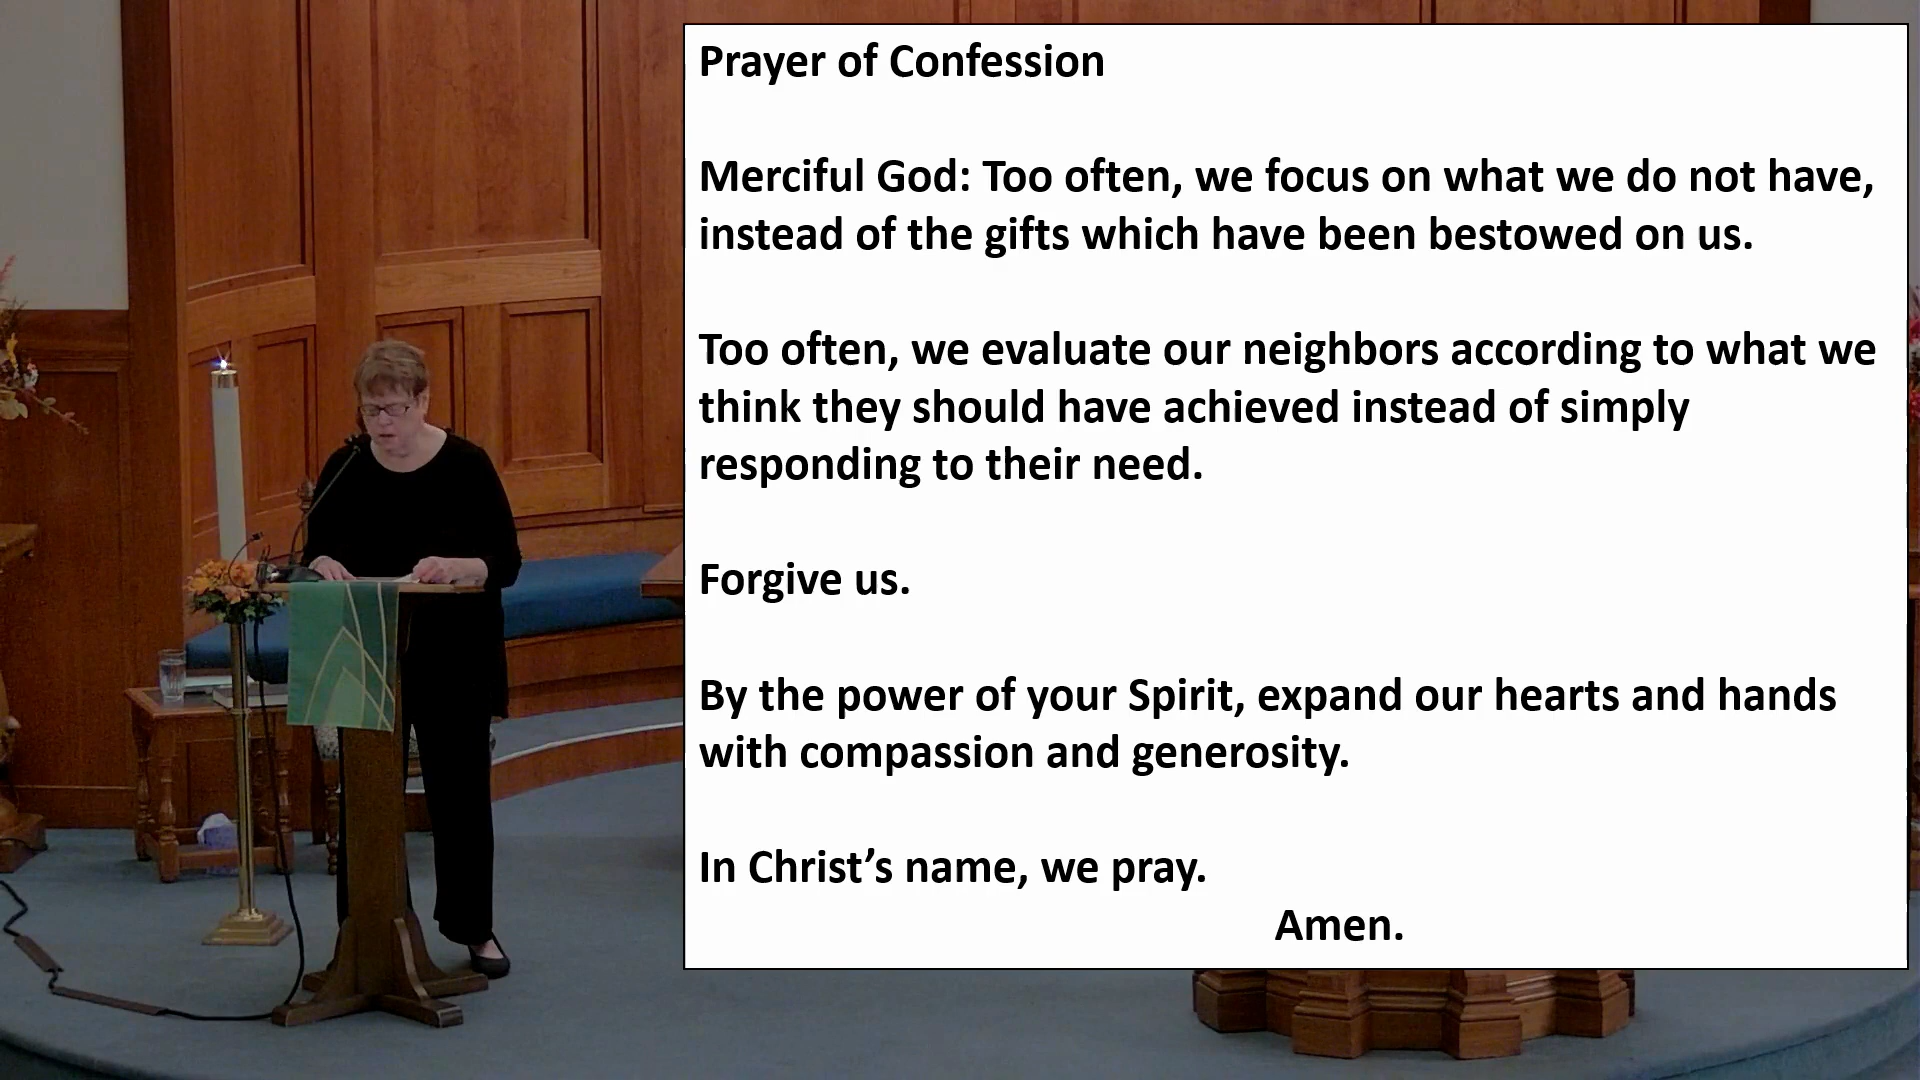 Prayer of Confession
Merciful God: Too often, we focus on what we do not have,
instead of the gifts which have been bestowed on us.
Too often, we evaluate our neighbors according to what we
think they should have achieved instead of simply
responding to their need.
Forgive us.
By the power of your Spirit, expand our hearts and hands
with compassion and generosity.
In Christ’s name, we pray.
Amen.